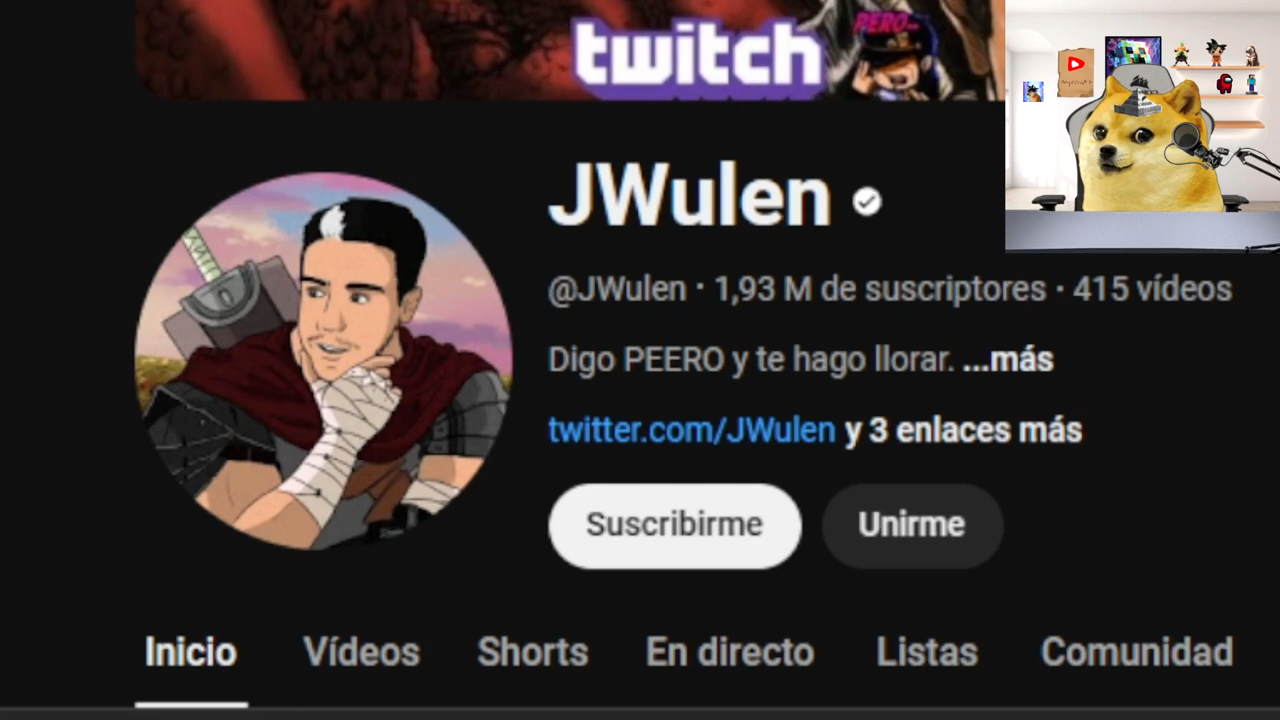 PERO...
twitch
JWulen
@JWulen · 1,93 M de suscriptores · 415 vídeos
Digo PEERO y te hago llorar. ...más
twitter.com/JWulen y 3 enlaces más
Suscribirme Unirme
Inicio Vídeos Shorts En directo Listas Comunidad